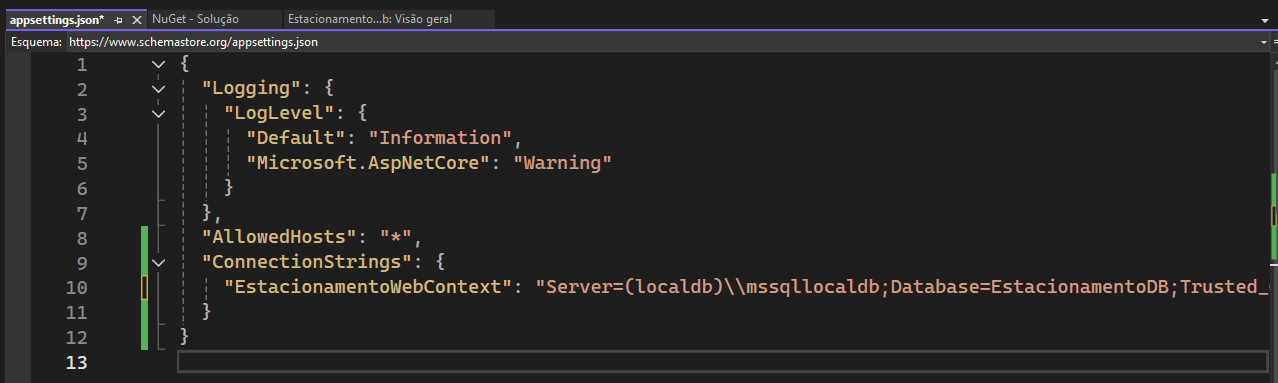 appsettings.json* NuGet - Solução Estacionamento...b: Visão geral
Esquema: https://www.schemastore.org/appsettings.json
1 {
2 "Logging": {
3 "LogLevel": {
4 "Default": "Information",
5 "Microsoft.AspNetCore": "Warning"
6 }
7 },
8 "AllowedHosts": "*",
9 "ConnectionStrings": {
10 "EstacionamentoWebContext": "Server=(localdb)\\mssqllocaldb;Database=EstacionamentoDB;Trusted_
11 }
12 }
13